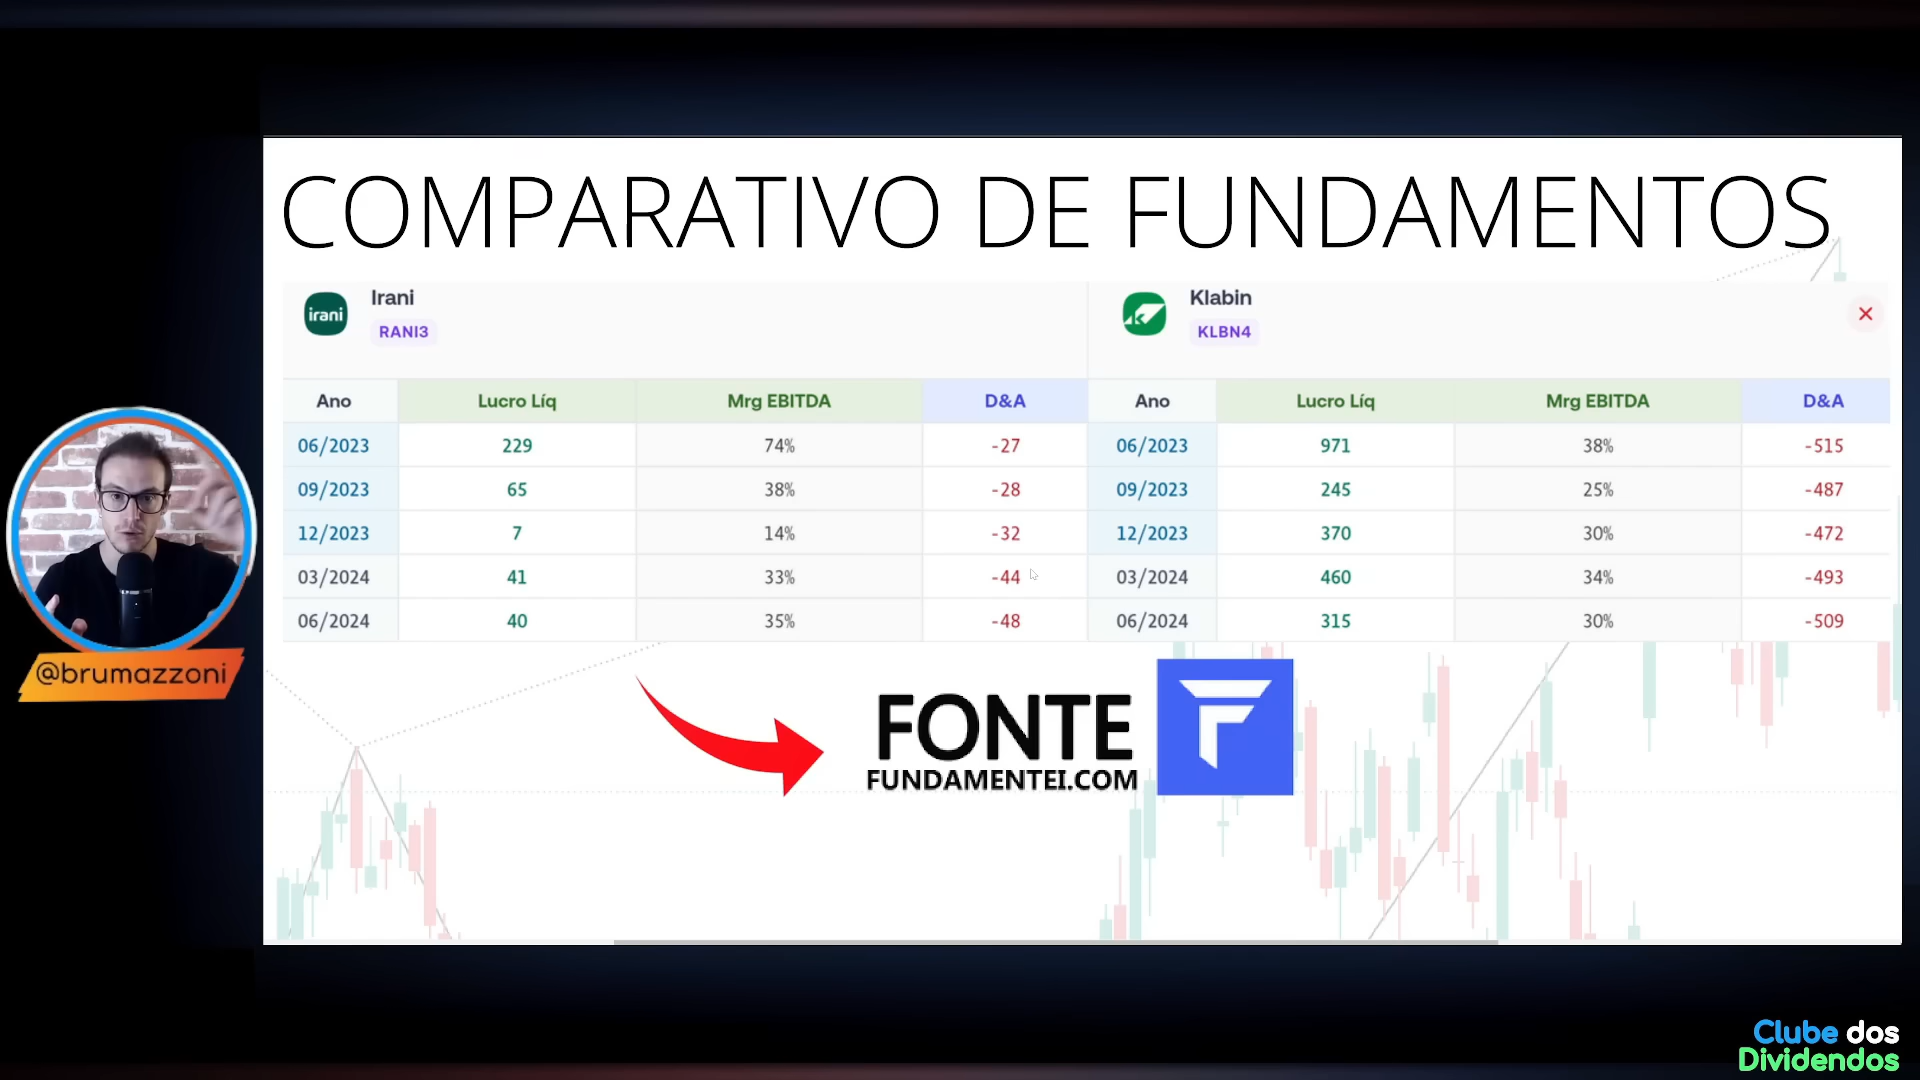 COMPARATIVO DE FUNDAMENTOS
irani
Irani
RANI3
Klabin
KLBN4
Ano Lucro Líq Mrg EBITDA D&A Ano Lucro Líq Mrg EBITDA D&A
06/2023 229 74% -27 06/2023 971 38% -515
09/2023 65 38% -28 09/2023 245 25% -487
12/2023 7 14% -32 12/2023 370 30% -472
03/2024 41 33% -44 03/2024 460 34% -493
06/2024 40 35% -48 06/2024 315 30% -509
@brumazzoni
FONTE
FUNDAMENTEI.COM
Clube dos
Dividendos